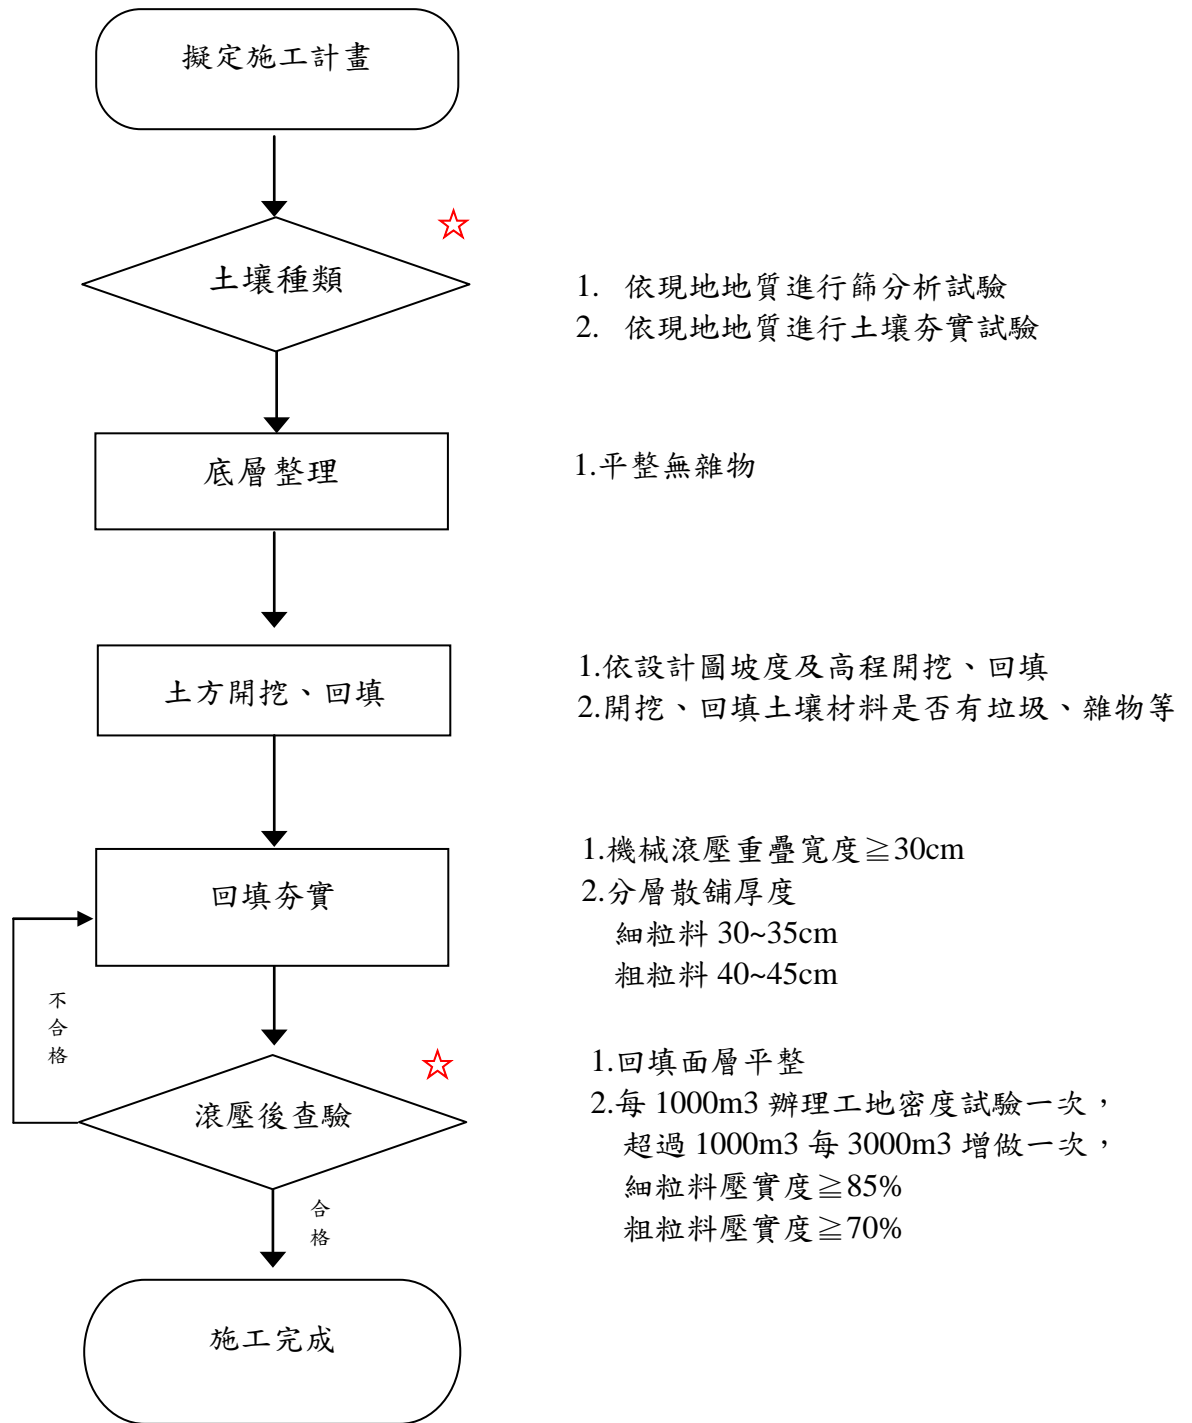 擬定施工計畫
土壤種類
1. 依現地地質進行篩分析試驗
2. 依現地地質進行土壤夯實試驗
底層整理
1.平整無雜物
土方開挖、回填
1.依設計圖坡度及高程開挖、回填
2.開挖、回填土壤材料是否有垃圾、雜物等
回填夯實
1.機械滾壓重疊寬度≧30cm
2.分層散舖厚度
細粒料 30~35cm
粗粒料 40~45cm
不合格
滾壓後查驗
1.回填面層平整
2.每 1000m3 辦理工地密度試驗一次，
超過 1000m3 每 3000m3 增做一次，
細粒料壓實度≧85%
粗粒料壓實度≧70%
合格
施工完成